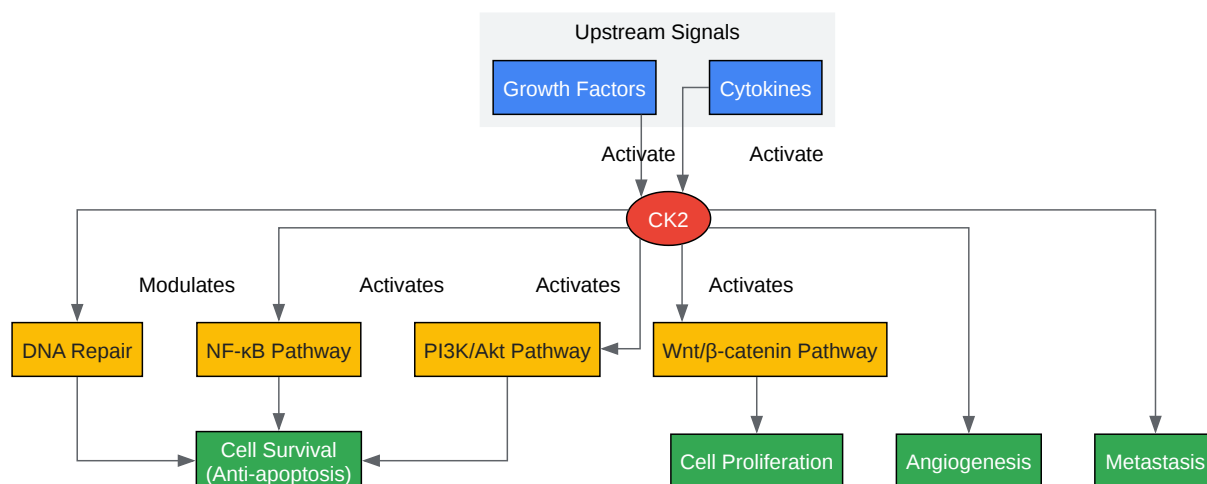 Upstream Signals
Growth Factors
Cytokines
Activate
Activate
CK2
Modulates
Activates
Activates
Activates
DNA Repair
NF-κB Pathway
PI3K/Akt Pathway
Wnt/β-catenin Pathway
Cell Survival
(Anti-apoptosis)
Cell Proliferation
Angiogenesis
Metastasis